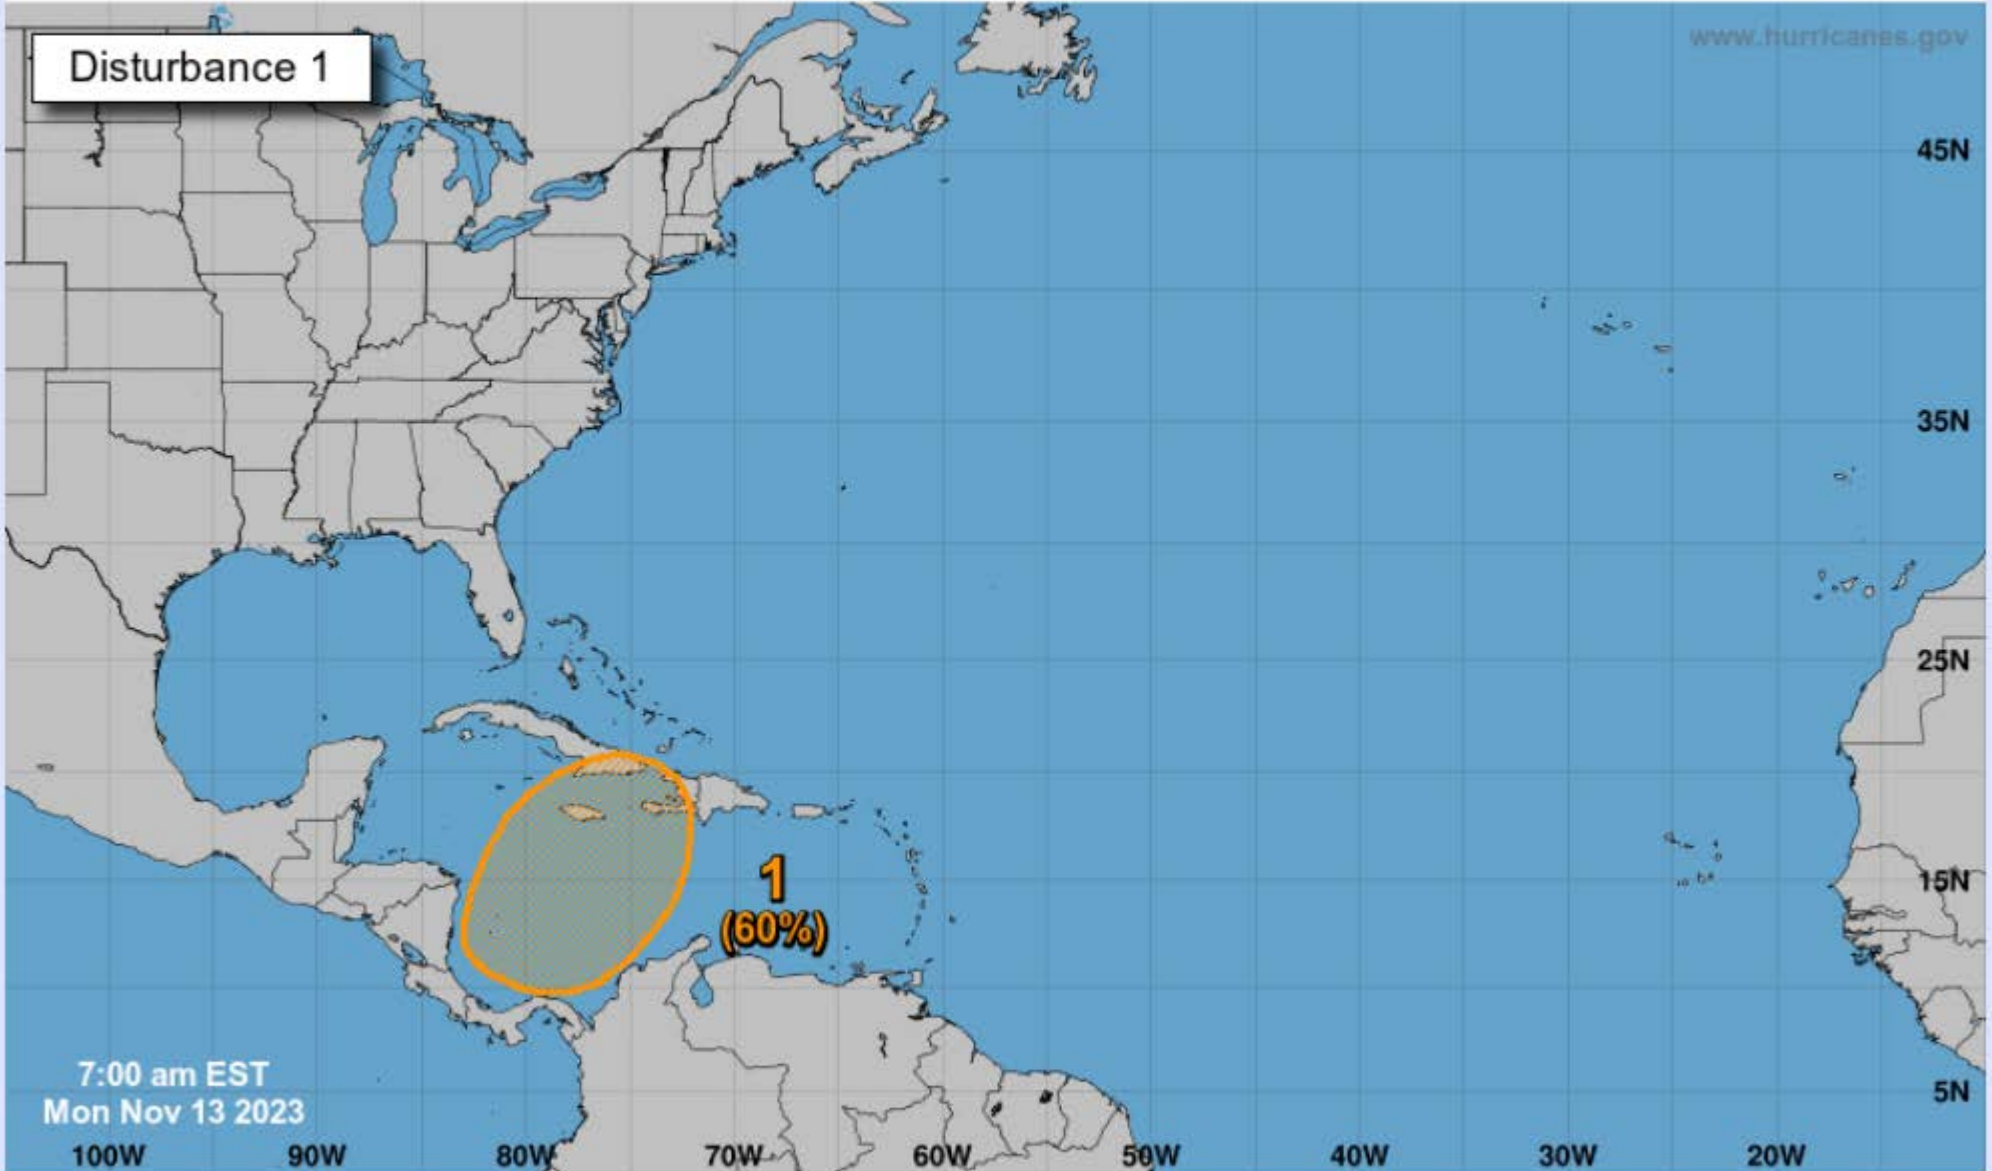 Disturbance 1
www.hurricanes.gov
45N
35N
25N
1
15N
(60%)
7:00 am EST
Mon Nov 13 2023
5N
100W 90W 80W 70W 60W 50W 40W 30W 20W